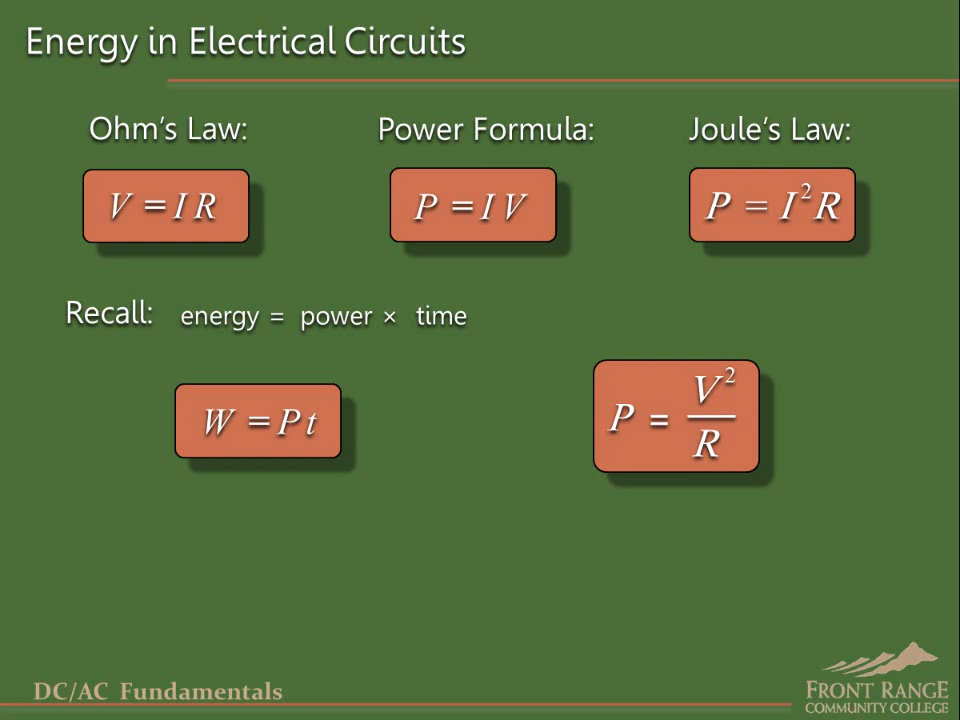 Energy in Electrical Circuits
Ohm's Law: Power Formula: Joule's Law:
V = I R P = I V P = I²R
Recall: energy = power × time
W = P t P = V²/R
DC/AC Fundamentals
FRONT RANGE
COMMUNITY COLLEGE